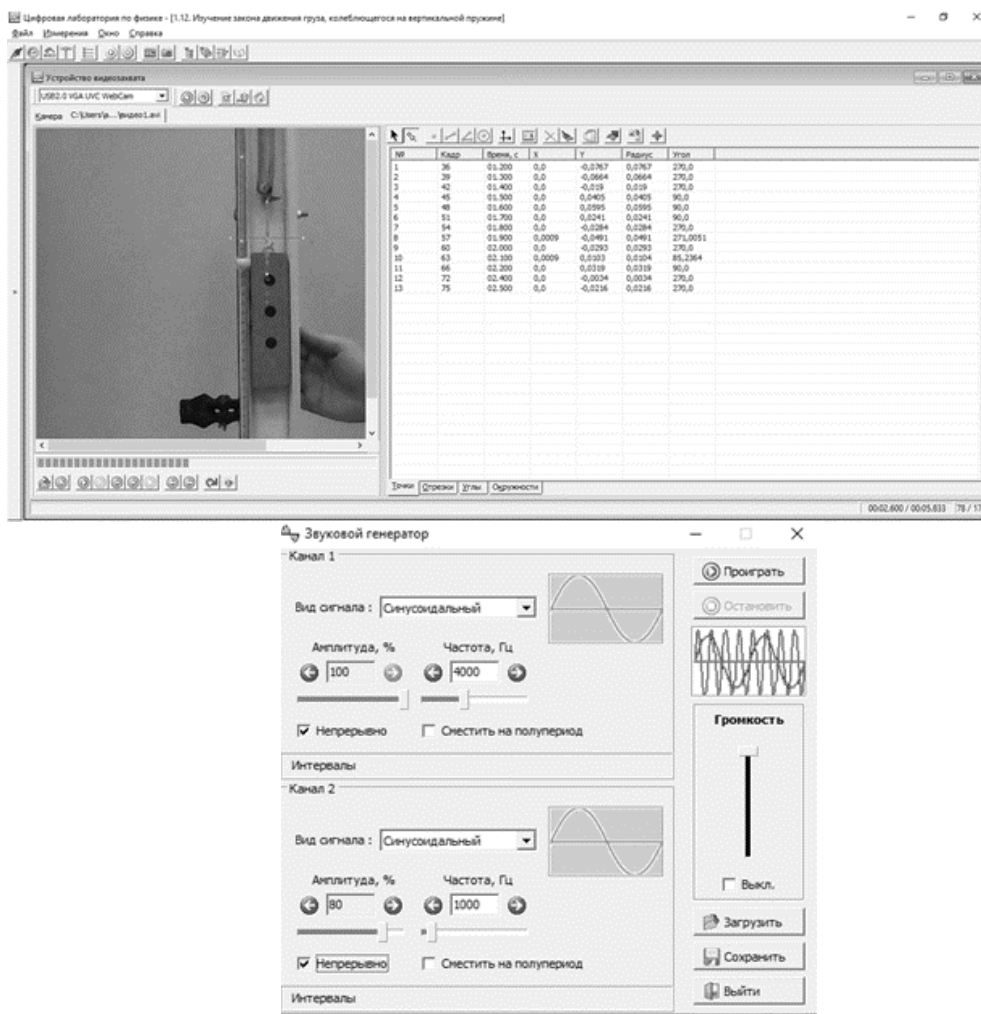 Цифровая лаборатория по физике - [1.12. Изучение закона движения груза, колеблющегося на вертикальной пружине]
Файл Измерения Окно Справка
Устройство видеозахвата
USB2.0 VGA UVC WebCam
Камера C:\Users\a...\видео1.avi
№ Кадр Время, с X Y Радиус Угол
1 36 01.200 0,0 -0,0767 0,0767 270,0
2 39 01.300 0,0 -0,0664 0,0664 270,0
3 42 01.400 0,0 -0,019 0,019 270,0
4 45 01.500 0,0 0,0405 0,0405 90,0
5 48 01.600 0,0 0,0595 0,0595 90,0
6 51 01.700 0,0 0,0241 0,0241 90,0
7 54 01.800 0,0 -0,0284 0,0284 270,0
8 57 01.900 0,0009 -0,0491 0,0491 271,0051
9 60 02.000 0,0 -0,0293 0,0293 270,0
10 63 02.100 0,0009 0,0103 0,0104 85,2364
11 66 02.200 0,0 0,0319 0,0319 90,0
12 72 02.400 0,0 -0,0034 0,0034 270,0
13 75 02.500 0,0 -0,0216 0,0216 270,0
Точки Отрезки Углы Окружности
00:02.600 / 00:05.833 78 / 17
Звуковой генератор
Канал 1
Вид сигнала : Синусоидальный
Амплитуда, % Частота, Гц
100 4000
Непрерывно Сместить на полупериод
Интервалы
Канал 2
Вид сигнала : Синусоидальный
Амплитуда, % Частота, Гц
80 1000
Непрерывно Сместить на полупериод
Интервалы
Проиграть
Остановить
Громкость
Выкл.
Загрузить
Сохранить
Выйти